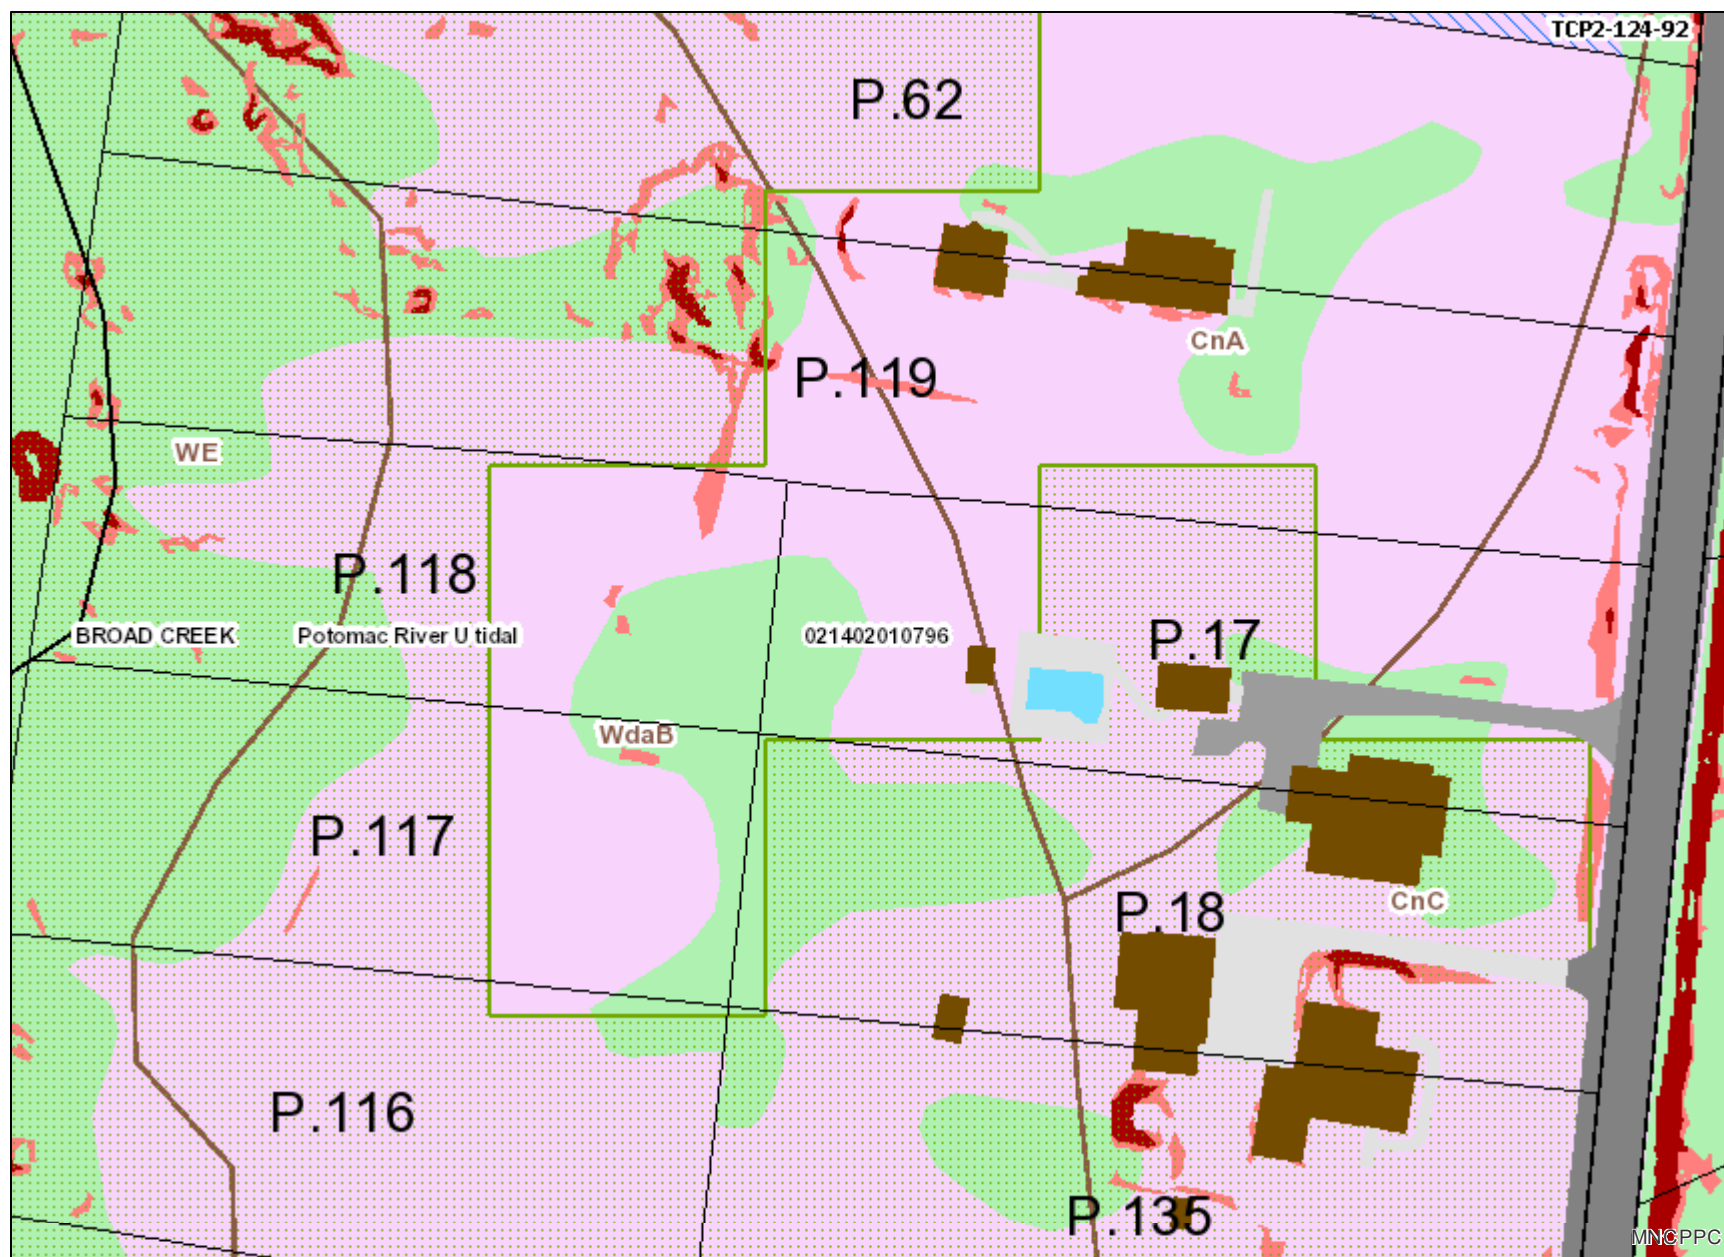 TCP2-124-92
P.62
CnA
P.119
WE
P.118
BROAD CREEK
Potomac River U tidal
021402010796
P.17
WdaB
P.117
CnC
P.18
P.116
P.135
MNCPPC